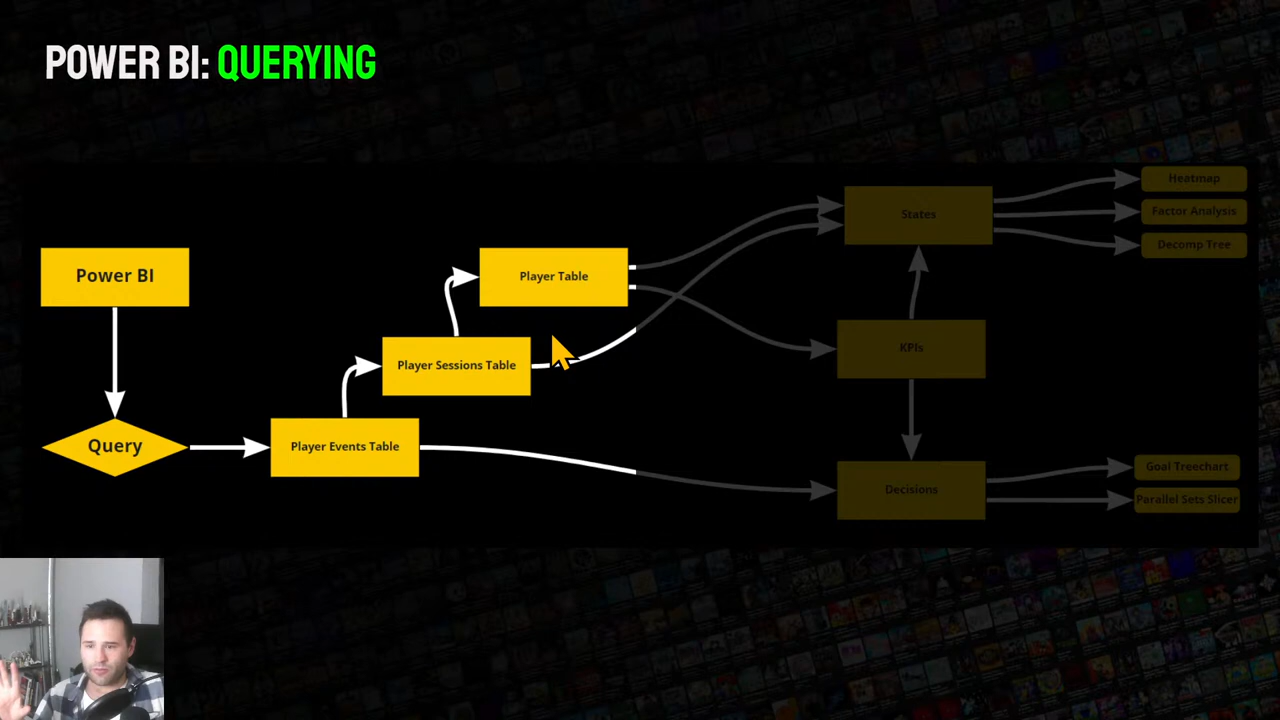 POWER BI: QUERYING
Power BI
Query
Player Events Table
Player Sessions Table
Player Table
States
KPIs
Decisions
Heatmap
Factor Analysis
Decomp Tree
Goal Treechart
Parallel Sets Slicer